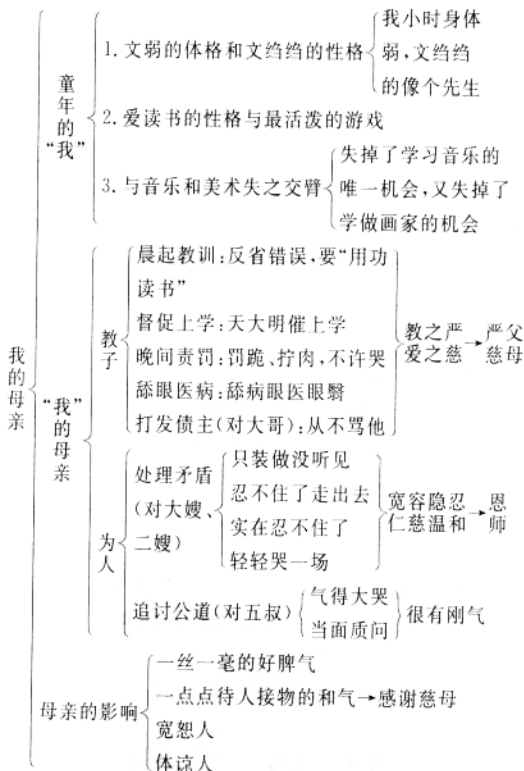 我的母亲
童年的“我”
1. 文弱的体格和文绉绉的性格
我小时身体
弱,文绉绉
的像个先生
2. 爱读书的性格与最活泼的游戏
3. 与音乐和美术失之交臂
失掉了学习音乐的
唯一机会,又失掉了
学做画家的机会
“我”的母亲
教子
晨起教训:反省错误,要“用功
读书”
督促上学:天大明催上学
晚间责罚:罚跪、拧肉,不许哭
舔眼医病:舔病眼医眼翳
打发债主(对大哥):从不骂他
教之严
爱之慈
→
严父
慈母
为人
处理矛盾
(对大嫂、
二嫂)
只装做没听见
忍不住了走出去
实在忍不住了
轻轻哭一场
宽容隐忍
仁慈温和
→
恩师
追讨公道(对五叔)
气得大哭
当面质问
很有刚气
母亲的影响
一丝一毫的好脾气
一点点待人接物的和气→感谢慈母
宽恕人
体谅人